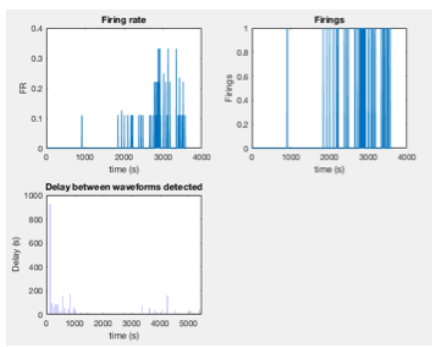 Firing rate
0.4
0.3
0.2
0.1
0
FR
0 1000 2000 3000 4000
time (s)
Firings
1
0.8
0.6
0.4
0.2
0
Firings
0 1000 2000 3000 4000
time (s)
Delay between waveforms detected
1000
800
600
400
200
0
Delay (s)
0 1000 2000 3000 4000 5000
time (s)